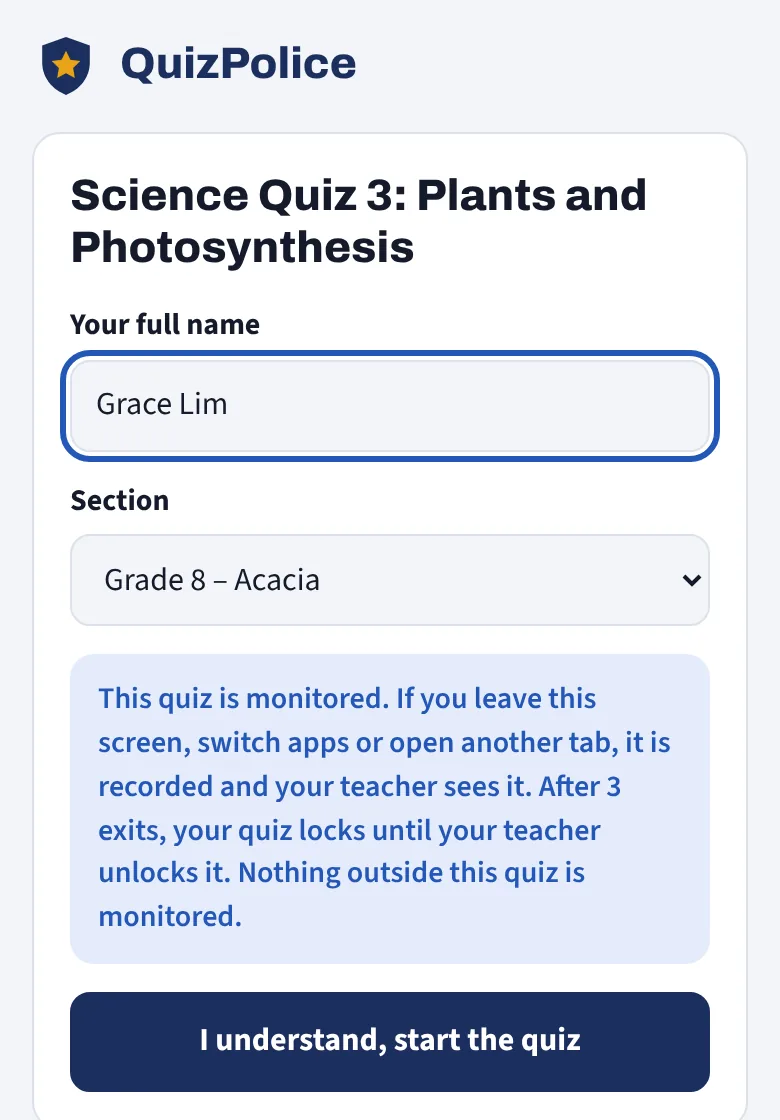 QuizPolice
Science Quiz 3: Plants and
Photosynthesis
Your full name
Grace Lim
Section
Grade 8 – Acacia
This quiz is monitored. If you leave this
screen, switch apps or open another tab, it is
recorded and your teacher sees it. After 3
exits, your quiz locks until your teacher
unlocks it. Nothing outside this quiz is
monitored.
I understand, start the quiz